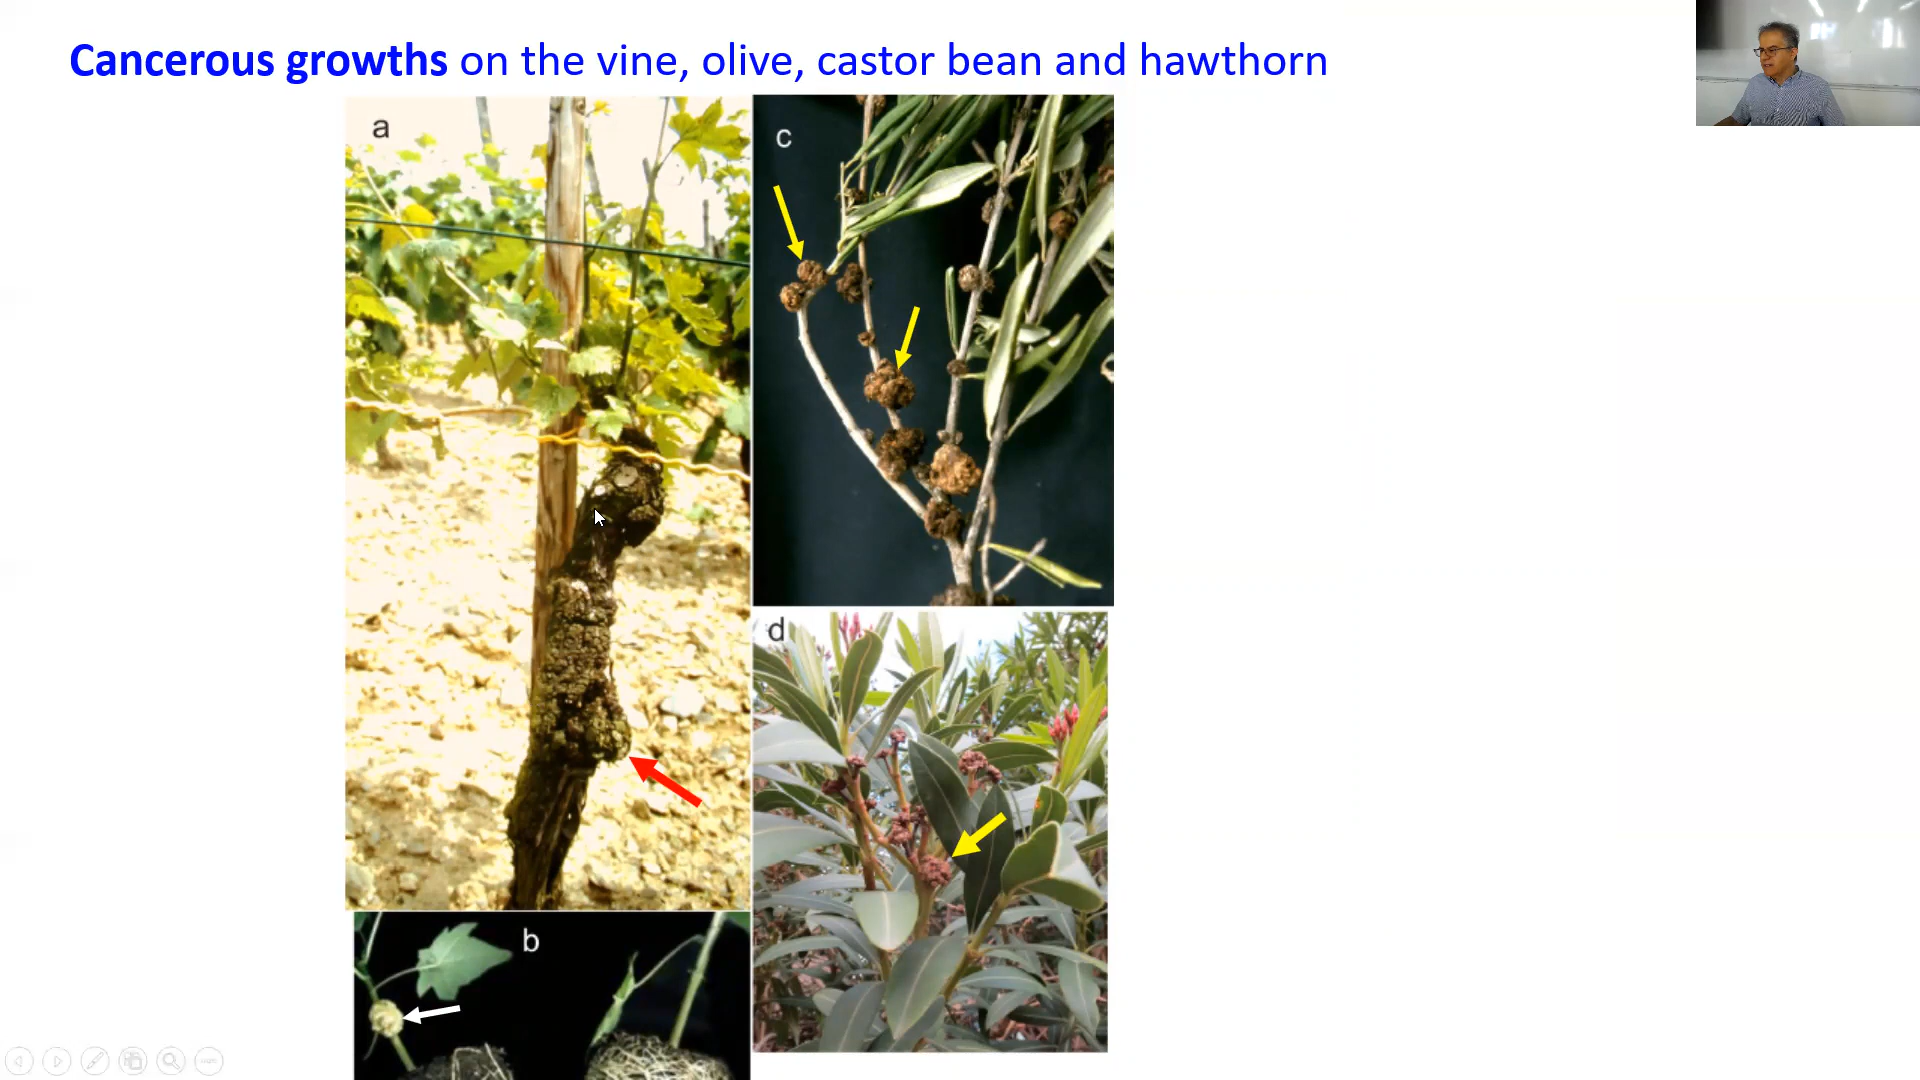 Cancerous growths on the vine, olive, castor bean and hawthorn
a
c
d
b